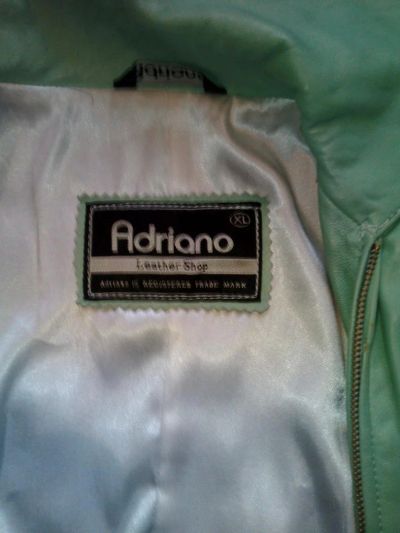 Adriano
XL
Leather Shop
ADRIANO IS REGISTERED TRADE MARK